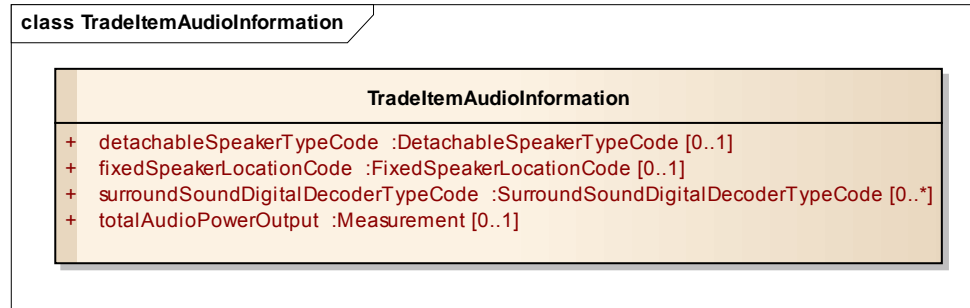 class TradeItemAudioInformation
TradeItemAudioInformation
+ detachableSpeakerTypeCode :DetachableSpeakerTypeCode [0..1]
+ fixedSpeakerLocationCode :FixedSpeakerLocationCode [0..1]
+ surroundSoundDigitalDecoderTypeCode :SurroundSoundDigitalDecoderTypeCode [0..*]
+ totalAudioPowerOutput :Measurement [0..1]